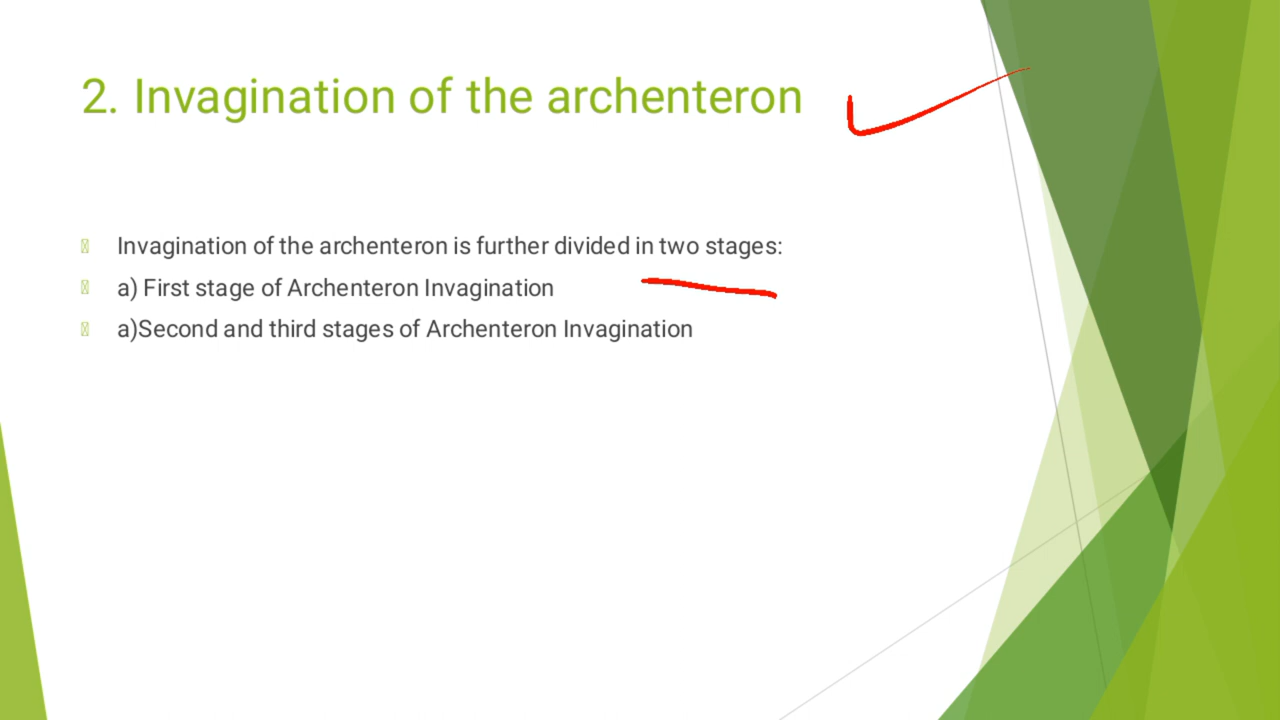 2. Invagination of the archenteron
Invagination of the archenteron is further divided in two stages:
a) First stage of Archenteron Invagination
a)Second and third stages of Archenteron Invagination